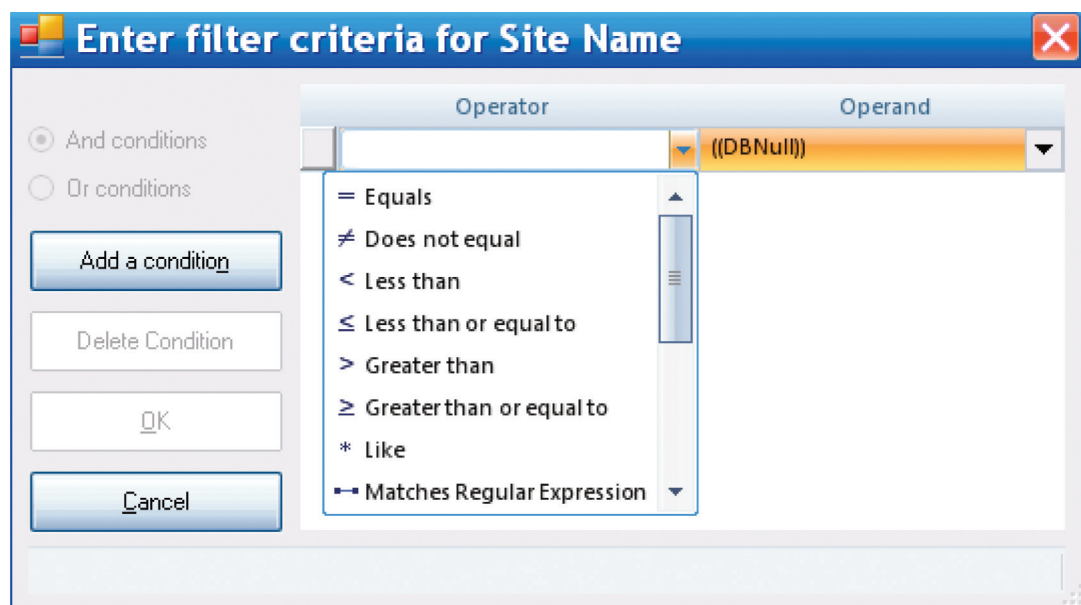 Enter filter criteria for Site Name
Operator Operand
And conditions
((DBNull))
Or conditions
= Equals
≠ Does not equal
Add a condition
< Less than
≤ Less than or equal to
Delete Condition
> Greater than
≥ Greater than or equal to
OK
* Like
Matches Regular Expression
Cancel